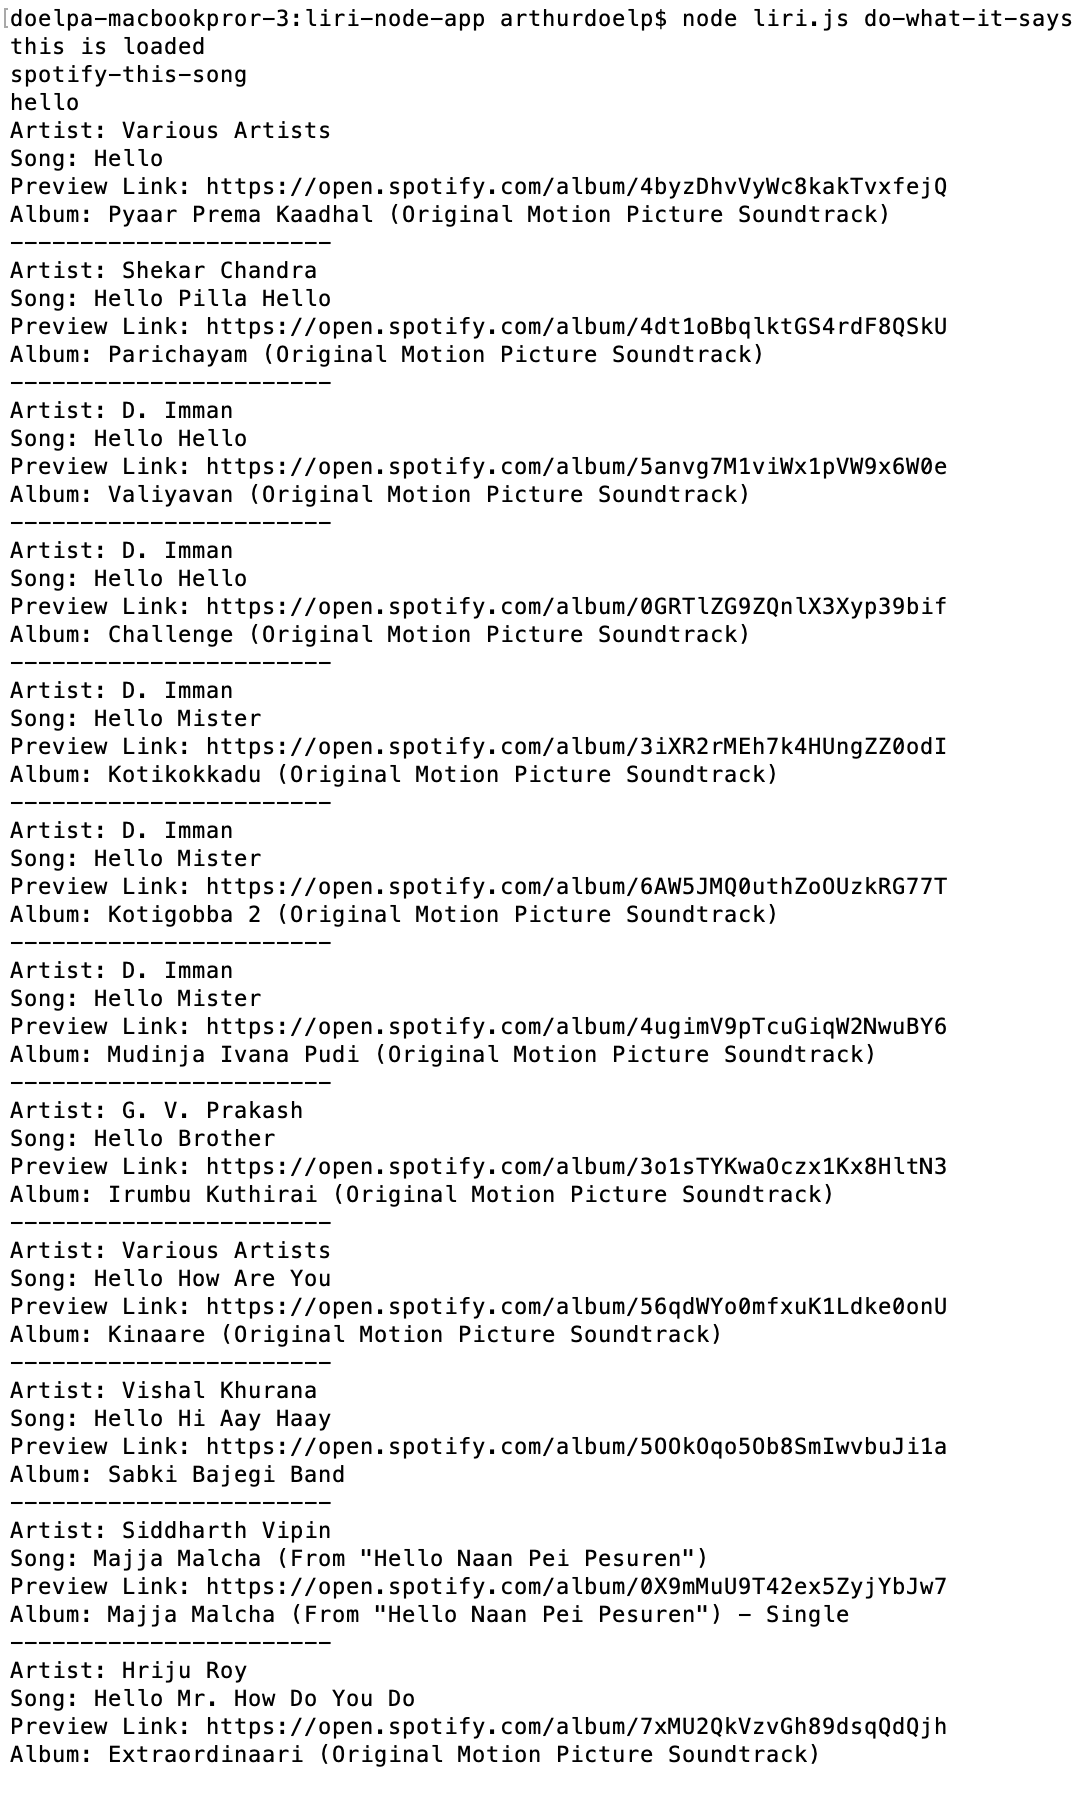 [doelpa-macbookpror-3:liri-node-app arthurdoelp$ node liri.js do-what-it-says
this is loaded
spotify-this-song
hello
Artist: Various Artists
Song: Hello
Preview Link: https://open.spotify.com/album/4byzDhvVyWc8kakTvxfejQ
Album: Pyaar Prema Kaadhal (Original Motion Picture Soundtrack)
-----------------------
Artist: Shekar Chandra
Song: Hello Pilla Hello
Preview Link: https://open.spotify.com/album/4dt1oBbqlktGS4rdF8QSkU
Album: Parichayam (Original Motion Picture Soundtrack)
-----------------------
Artist: D. Imman
Song: Hello Hello
Preview Link: https://open.spotify.com/album/5anvg7M1viWx1pVW9x6W0e
Album: Valiyavan (Original Motion Picture Soundtrack)
-----------------------
Artist: D. Imman
Song: Hello Hello
Preview Link: https://open.spotify.com/album/0GRTlZG9ZQnlX3Xyp39bif
Album: Challenge (Original Motion Picture Soundtrack)
-----------------------
Artist: D. Imman
Song: Hello Mister
Preview Link: https://open.spotify.com/album/3iXR2rMEh7k4HUngZZ0odI
Album: Kotikokkadu (Original Motion Picture Soundtrack)
-----------------------
Artist: D. Imman
Song: Hello Mister
Preview Link: https://open.spotify.com/album/6AW5JMQ0uthZoOUzkRG77T
Album: Kotigobba 2 (Original Motion Picture Soundtrack)
-----------------------
Artist: D. Imman
Song: Hello Mister
Preview Link: https://open.spotify.com/album/4ugimV9pTcuGiqW2NwuBY6
Album: Mudinja Ivana Pudi (Original Motion Picture Soundtrack)
-----------------------
Artist: G. V. Prakash
Song: Hello Brother
Preview Link: https://open.spotify.com/album/3o1sTYKwaOczx1Kx8HltN3
Album: Irumbu Kuthirai (Original Motion Picture Soundtrack)
-----------------------
Artist: Various Artists
Song: Hello How Are You
Preview Link: https://open.spotify.com/album/56qdWYo0mfxuK1Ldke0onU
Album: Kinaare (Original Motion Picture Soundtrack)
-----------------------
Artist: Vishal Khurana
Song: Hello Hi Aay Haay
Preview Link: https://open.spotify.com/album/5OOkOqo5Ob8SmIwvbuJi1a
Album: Sabki Bajegi Band
-----------------------
Artist: Siddharth Vipin
Song: Majja Malcha (From "Hello Naan Pei Pesuren")
Preview Link: https://open.spotify.com/album/0X9mMuU9T42ex5ZyjYbJw7
Album: Majja Malcha (From "Hello Naan Pei Pesuren") - Single
-----------------------
Artist: Hriju Roy
Song: Hello Mr. How Do You Do
Preview Link: https://open.spotify.com/album/7xMU2QkVzvGh89dsqQdQjh
Album: Extraordinaari (Original Motion Picture Soundtrack)